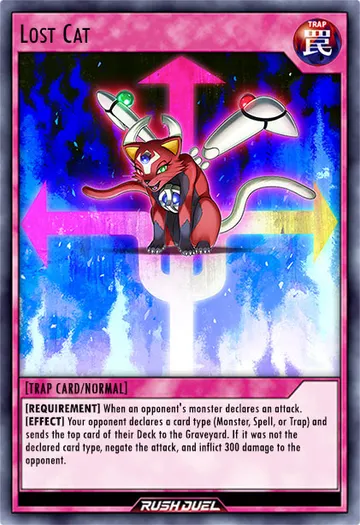 Lost Cat
TRAP
罠
[TRAP CARD/NORMAL]
[REQUIREMENT] When an opponent's monster declares an attack.
[EFFECT] Your opponent declares a card type (Monster, Spell, or Trap) and
sends the top card of their Deck to the Graveyard. If it was not the
declared card type, negate the attack, and inflict 300 damage to the
opponent.
RUSH DUEL